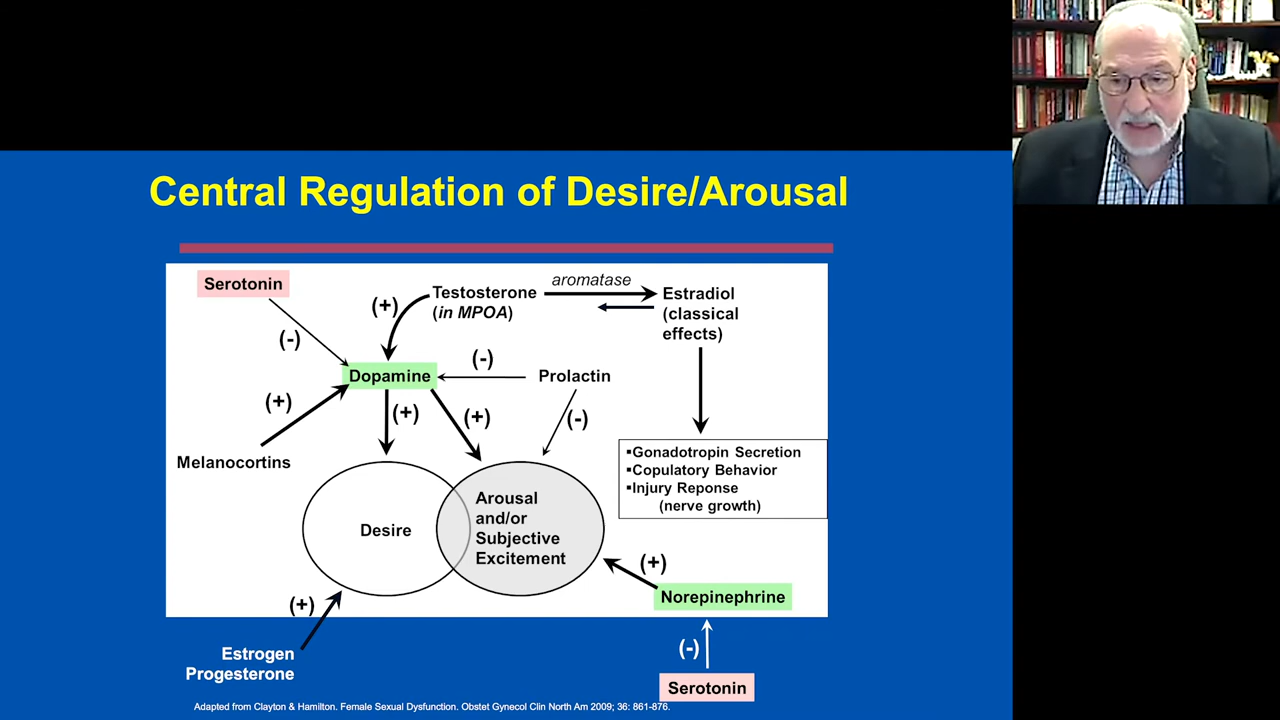 Central Regulation of Desire/Arousal
Serotonin
(-)
(+)
Testosterone
(in MPOA)
aromatase
Estradiol
(classical
effects)
Dopamine
(-)
Prolactin
(+)
(+)
(+)
(-)
Melanocortins
▪Gonadotropin Secretion
▪Copulatory Behavior
▪Injury Reponse
(nerve growth)
Desire
Arousal
and/or
Subjective
Excitement
(+)
Norepinephrine
(+)
Estrogen
Progesterone
(-)
Serotonin
Adapted from Clayton & Hamilton. Female Sexual Dysfunction. Obstet Gynecol Clin North Am 2009; 36: 861-876.